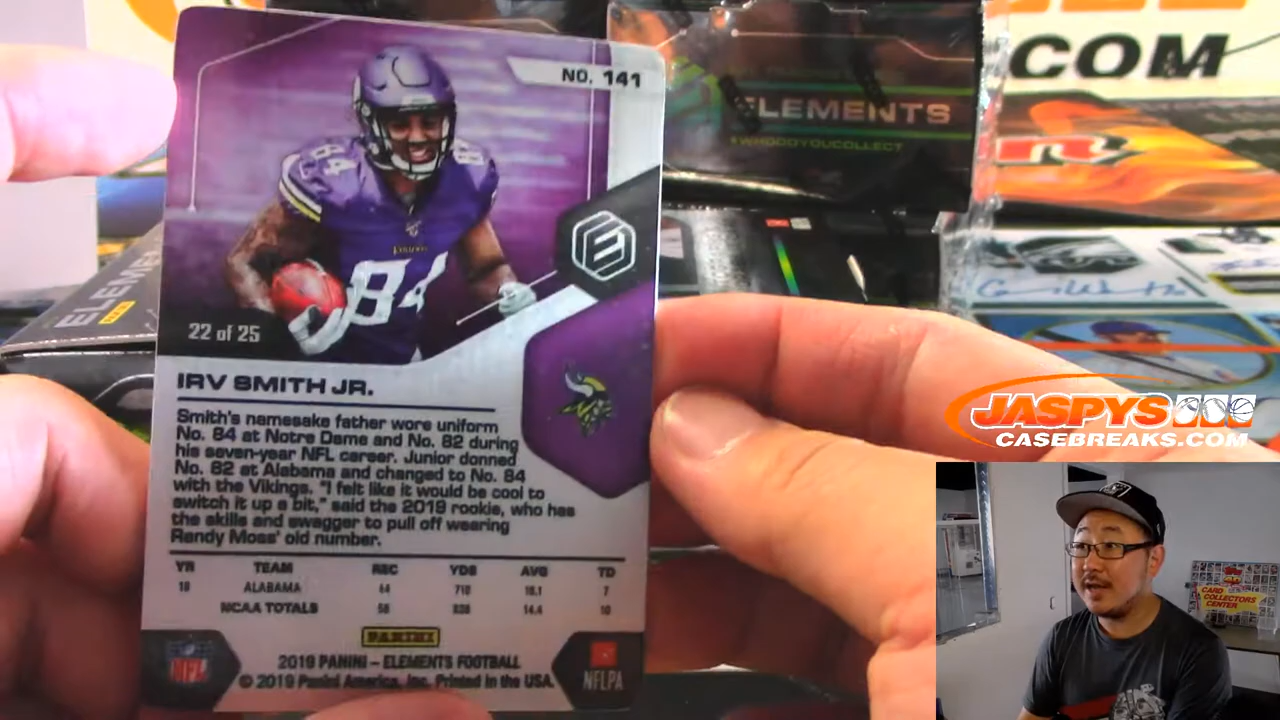 NO. 141
84
84
84
22 of 25
IRV SMITH JR.
Smith's namesake father wore uniform
No. 84 at Notre Dame and No. 82 during
his seven-year NFL career. Junior donned
No. 82 at Alabama and changed to No. 84
with the Vikings. "I felt like it would be cool to
switch it up a bit," said the 2019 rookie, who has
the skills and swagger to pull off wearing
Randy Moss' old number.
YR TEAM REC YDS AVG TD
18 ALABAMA 7
NCAA TOTALS 58 14.4 10
PANINI
NFL
2019 PANINI – ELEMENTS FOOTBALL
© 2019 Panini America, Inc. Printed in the USA.
NFLPA
ELEMENTS
#WHODOYOUCOLLECT
.COM
JASPYS
CASEBREAKS.COM
CARD
COLLECTORS
CENTER